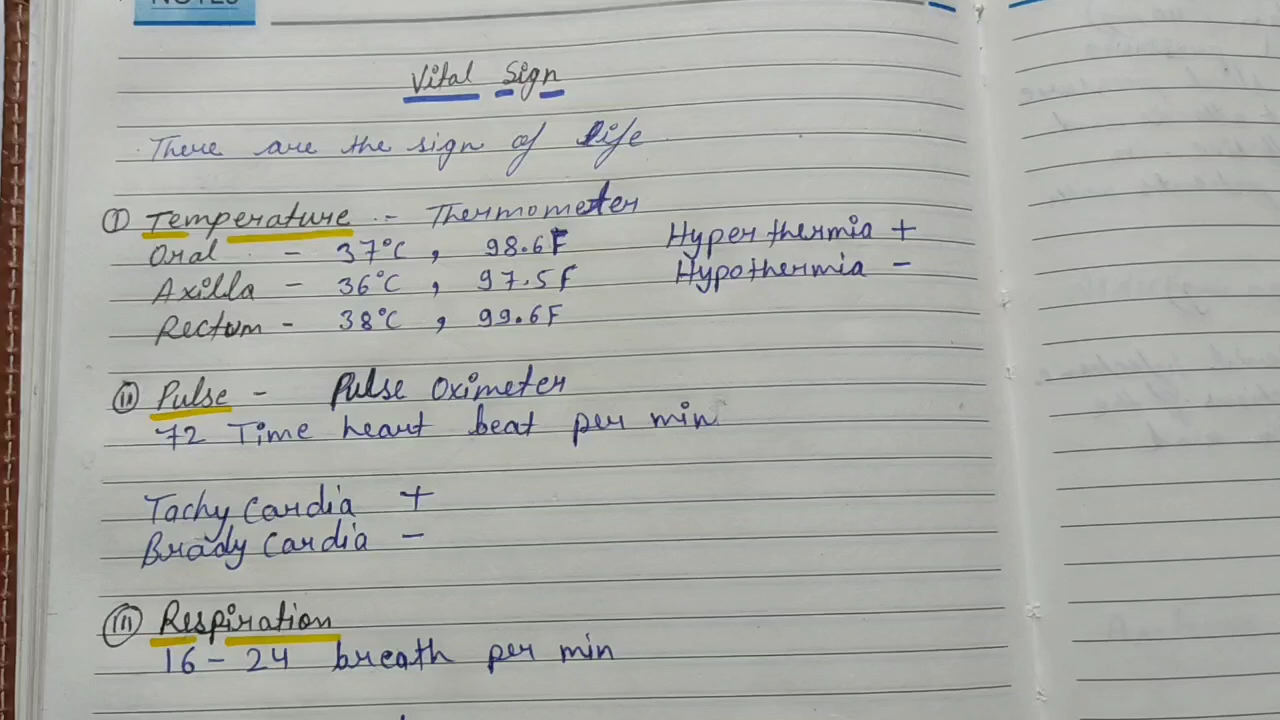 NOTES
Vital Sign
There are the sign of life
(i) Temperature :- Thermometer
Oral - 37°C , 98.6F Hyperthermia +
Axilla - 36°C , 97.5F Hypothermia -
Rectum - 38°C , 99.6F
(ii) Pulse - Pulse Oximeter
72 Time heart beat per min
Tachy Cardia +
Brady Cardia -
(iii) Respiration
16 - 24 breath per min